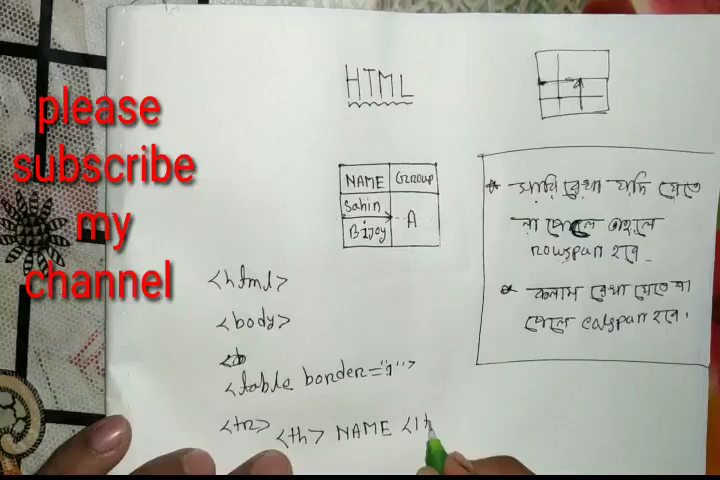 please
subscribe
my
channel
HTML
NAME Group
Sahin
A
Bijoy
সারি রেখা যদি যেতে
না পেলে তাহলে
rowspan হবে
কলাম রেখা যেতে না
পেলে colspan হবে।
<html>
<body>
<table border="1">
<tr> <th> NAME </th